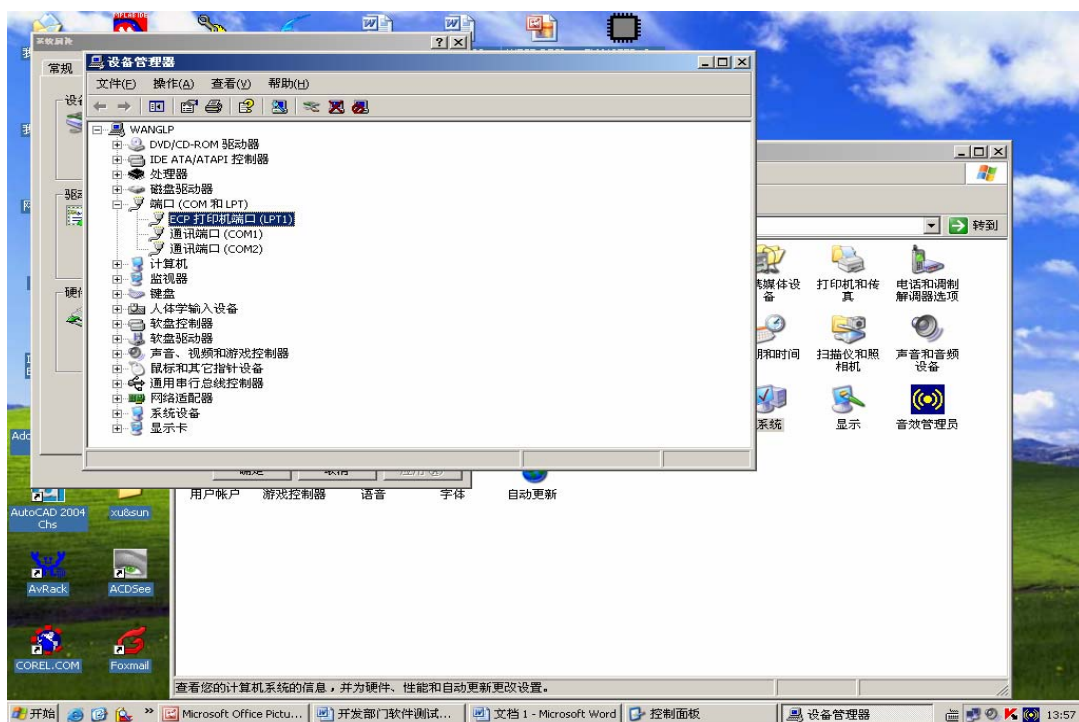 系统属性
常规
设备管理器
文件(F) 操作(A) 查看(V) 帮助(H)
WANGLP
DVD/CD-ROM 驱动器
IDE ATA/ATAPI 控制器
处理器
磁盘驱动器
端口 (COM 和 LPT)
ECP 打印机端口 (LPT1)
通讯端口 (COM1)
通讯端口 (COM2)
计算机
监视器
键盘
人体学输入设备
软盘控制器
软盘驱动器
声音、视频和游戏控制器
鼠标和其它指针设备
通用串行总线控制器
网络适配器
系统设备
显示卡
转到
打印机和传真
电话和调制解调器选项
扫描仪和照相机
声音和音频设备
系统
显示
音效管理员
用户帐户
游戏控制器
语音
字体
自动更新
AutoCAD 2004 Chs
xu&sun
AvRack
ACDSee
COREL.COM
Foxmail
查看您的计算机系统的信息，并为硬件、性能和自动更新更改设置。
开始
Microsoft Office Pictu...
开发部门软件测试...
文档 1 - Microsoft Word
控制面板
设备管理器
13:57